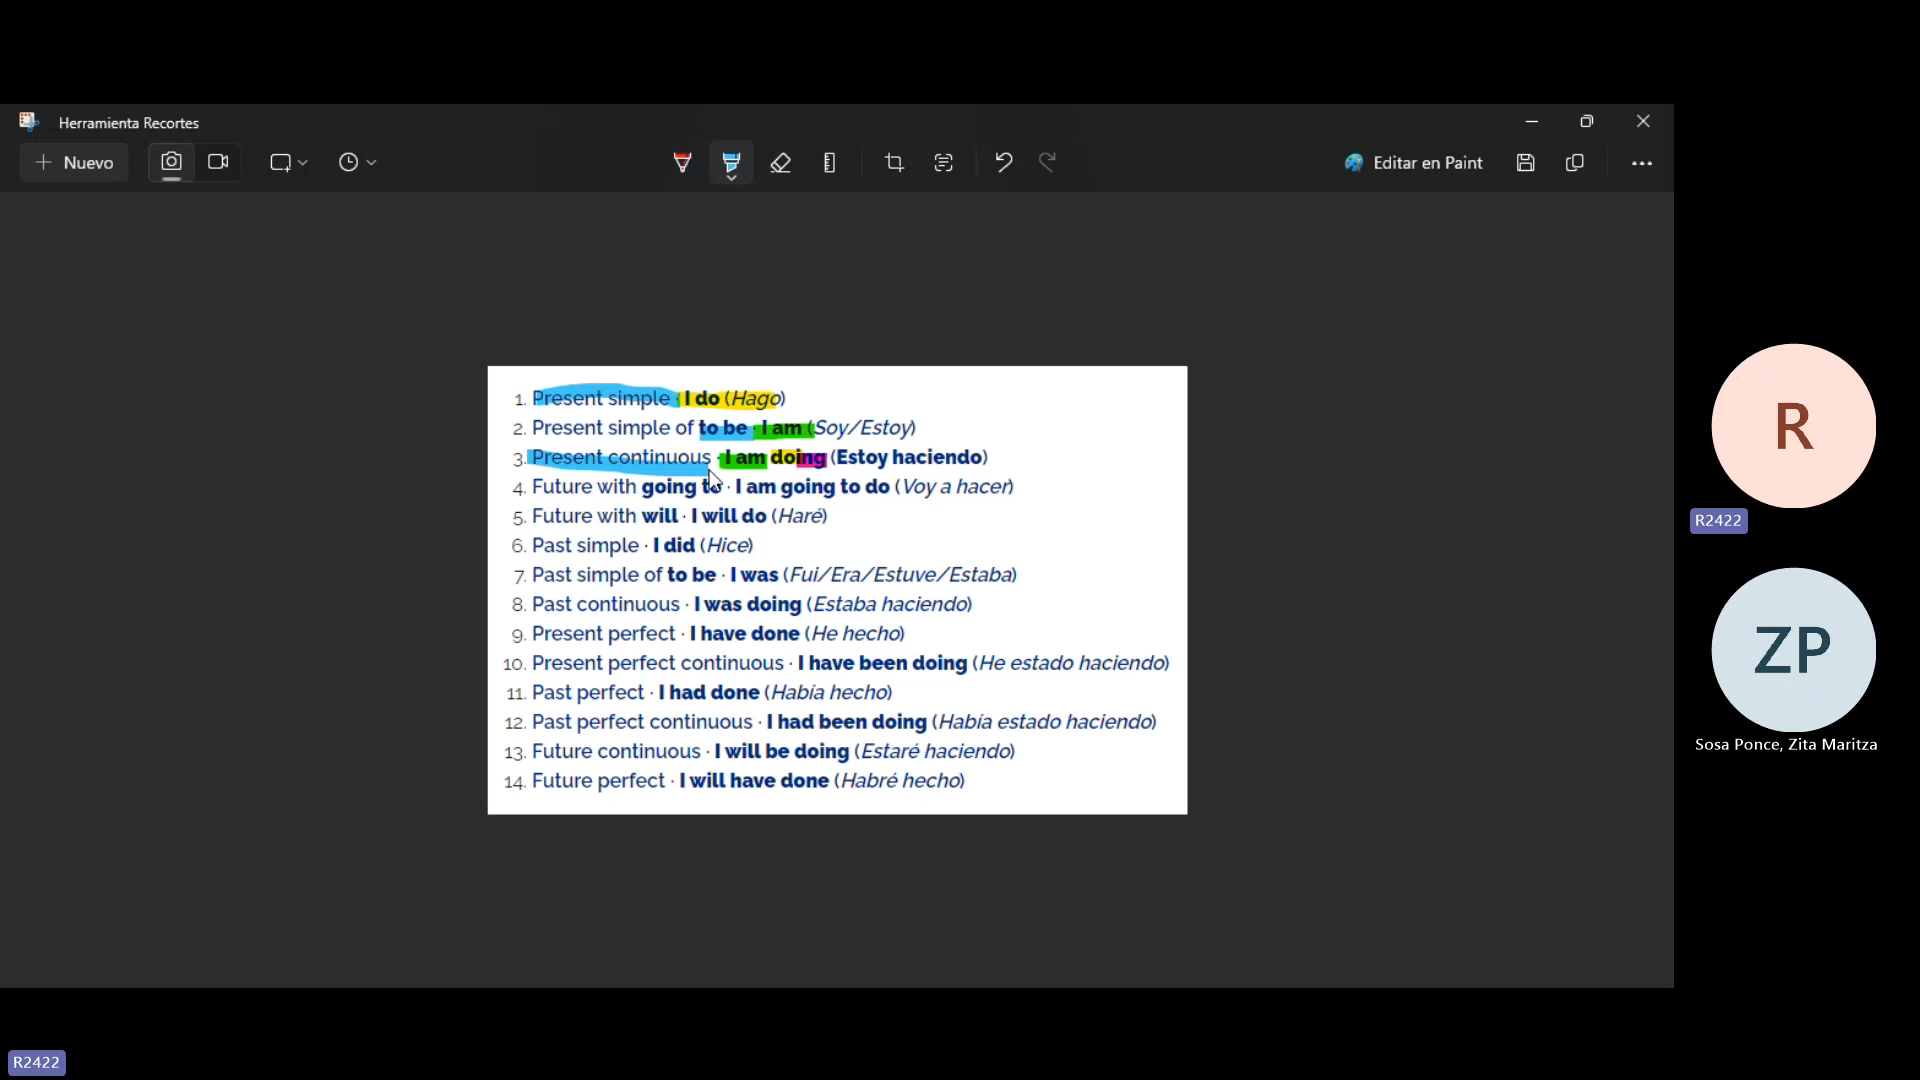 Herramienta Recortes
Nuevo
Editar en Paint
1. Present simple · I do (Hago)
2. Present simple of to be · I am (Soy/Estoy)
3. Present continuous · I am doing (Estoy haciendo)
4. Future with going to · I am going to do (Voy a hacer)
5. Future with will · I will do (Haré)
6. Past simple · I did (Hice)
7. Past simple of to be · I was (Fui/Era/Estuve/Estaba)
8. Past continuous · I was doing (Estaba haciendo)
9. Present perfect · I have done (He hecho)
10. Present perfect continuous · I have been doing (He estado haciendo)
11. Past perfect · I had done (Había hecho)
12. Past perfect continuous · I had been doing (Había estado haciendo)
13. Future continuous · I will be doing (Estaré haciendo)
14. Future perfect · I will have done (Habré hecho)
R
R2422
ZP
Sosa Ponce, Zita Maritza
R2422